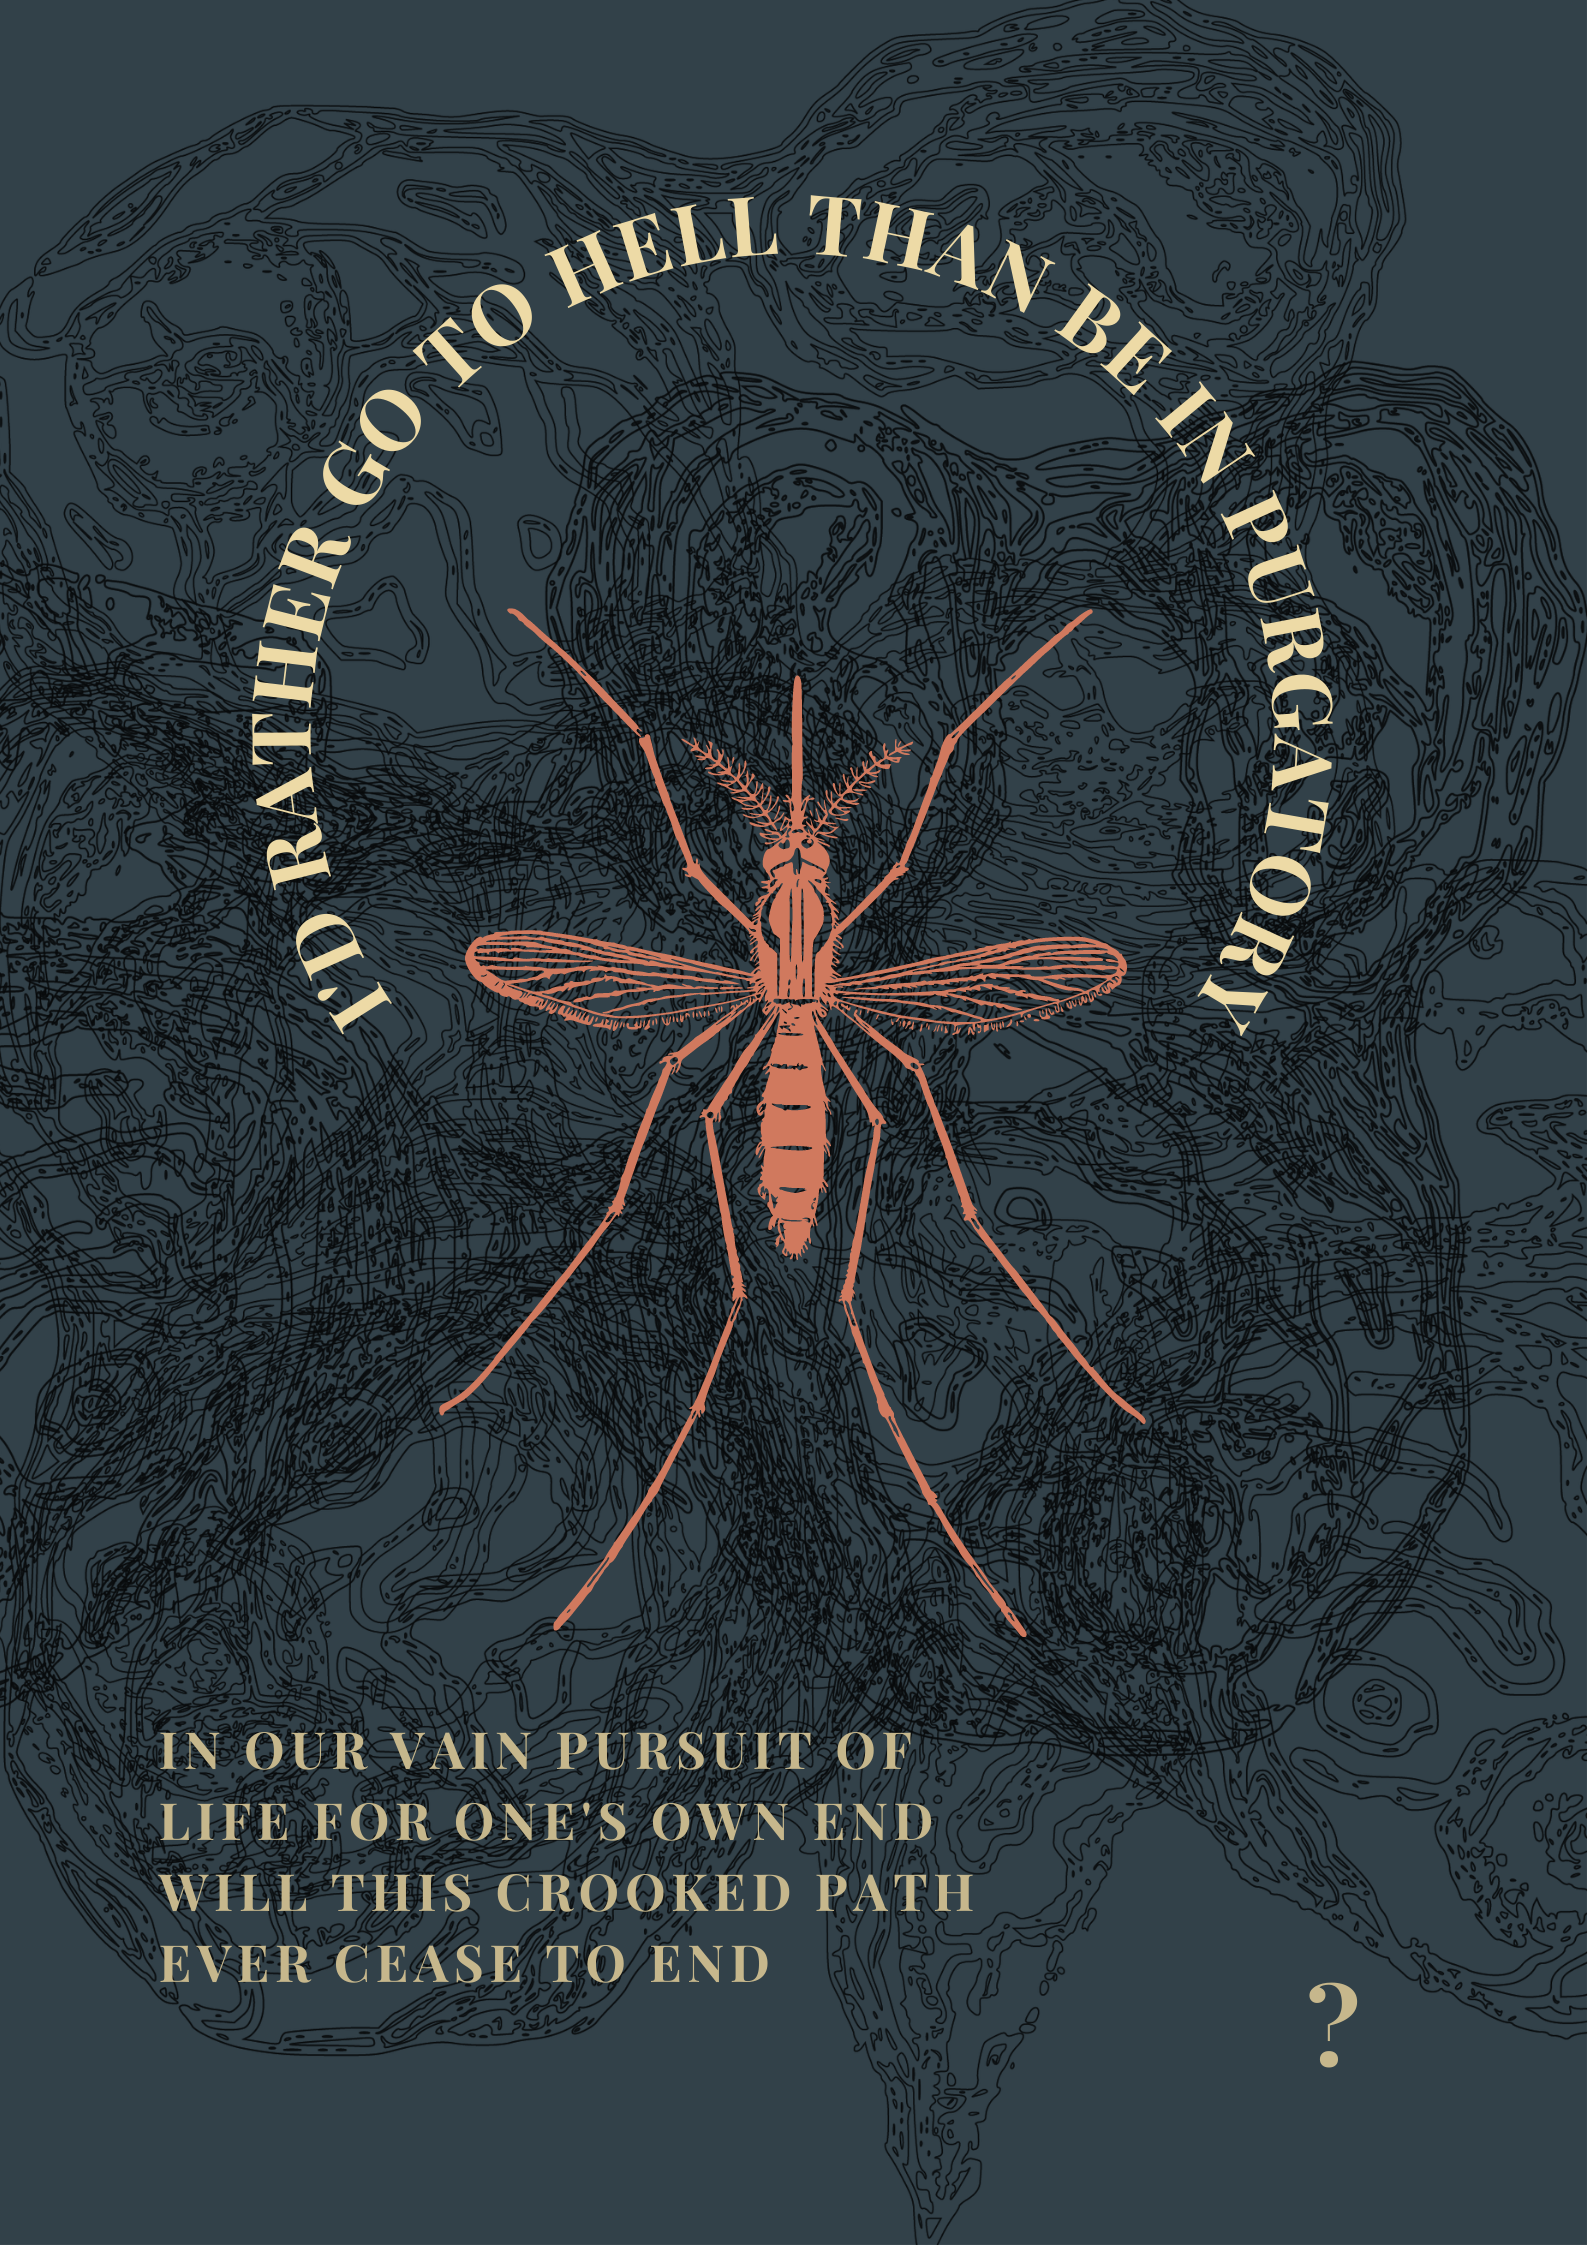 I'D RATHER GO TO HELL THAN BE IN PURGATORY
IN OUR VAIN PURSUIT OF
LIFE FOR ONE'S OWN END
WILL THIS CROOKED PATH
EVER CEASE TO END
?